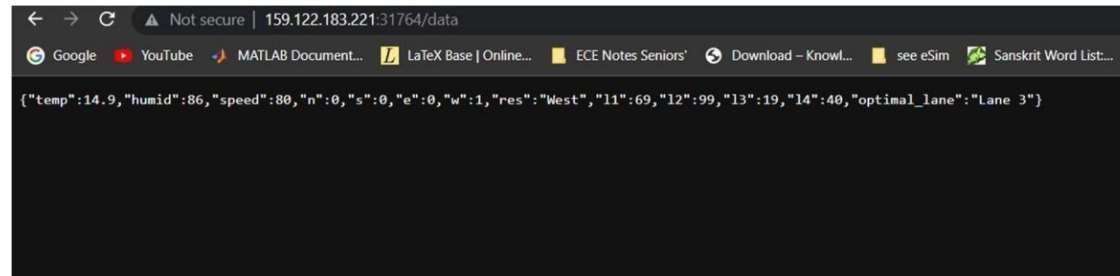 Not secure | 159.122.183.221:31764/data
Google YouTube MATLAB Document... LaTeX Base | Online... ECE Notes Seniors' Download – Knowl... see eSim Sanskrit Word List:...
{"temp":14.9,"humid":86,"speed":80,"n":0,"s":0,"e":0,"w":1,"res":"West","l1":69,"l2":99,"l3":19,"l4":40,"optimal_lane":"Lane 3"}